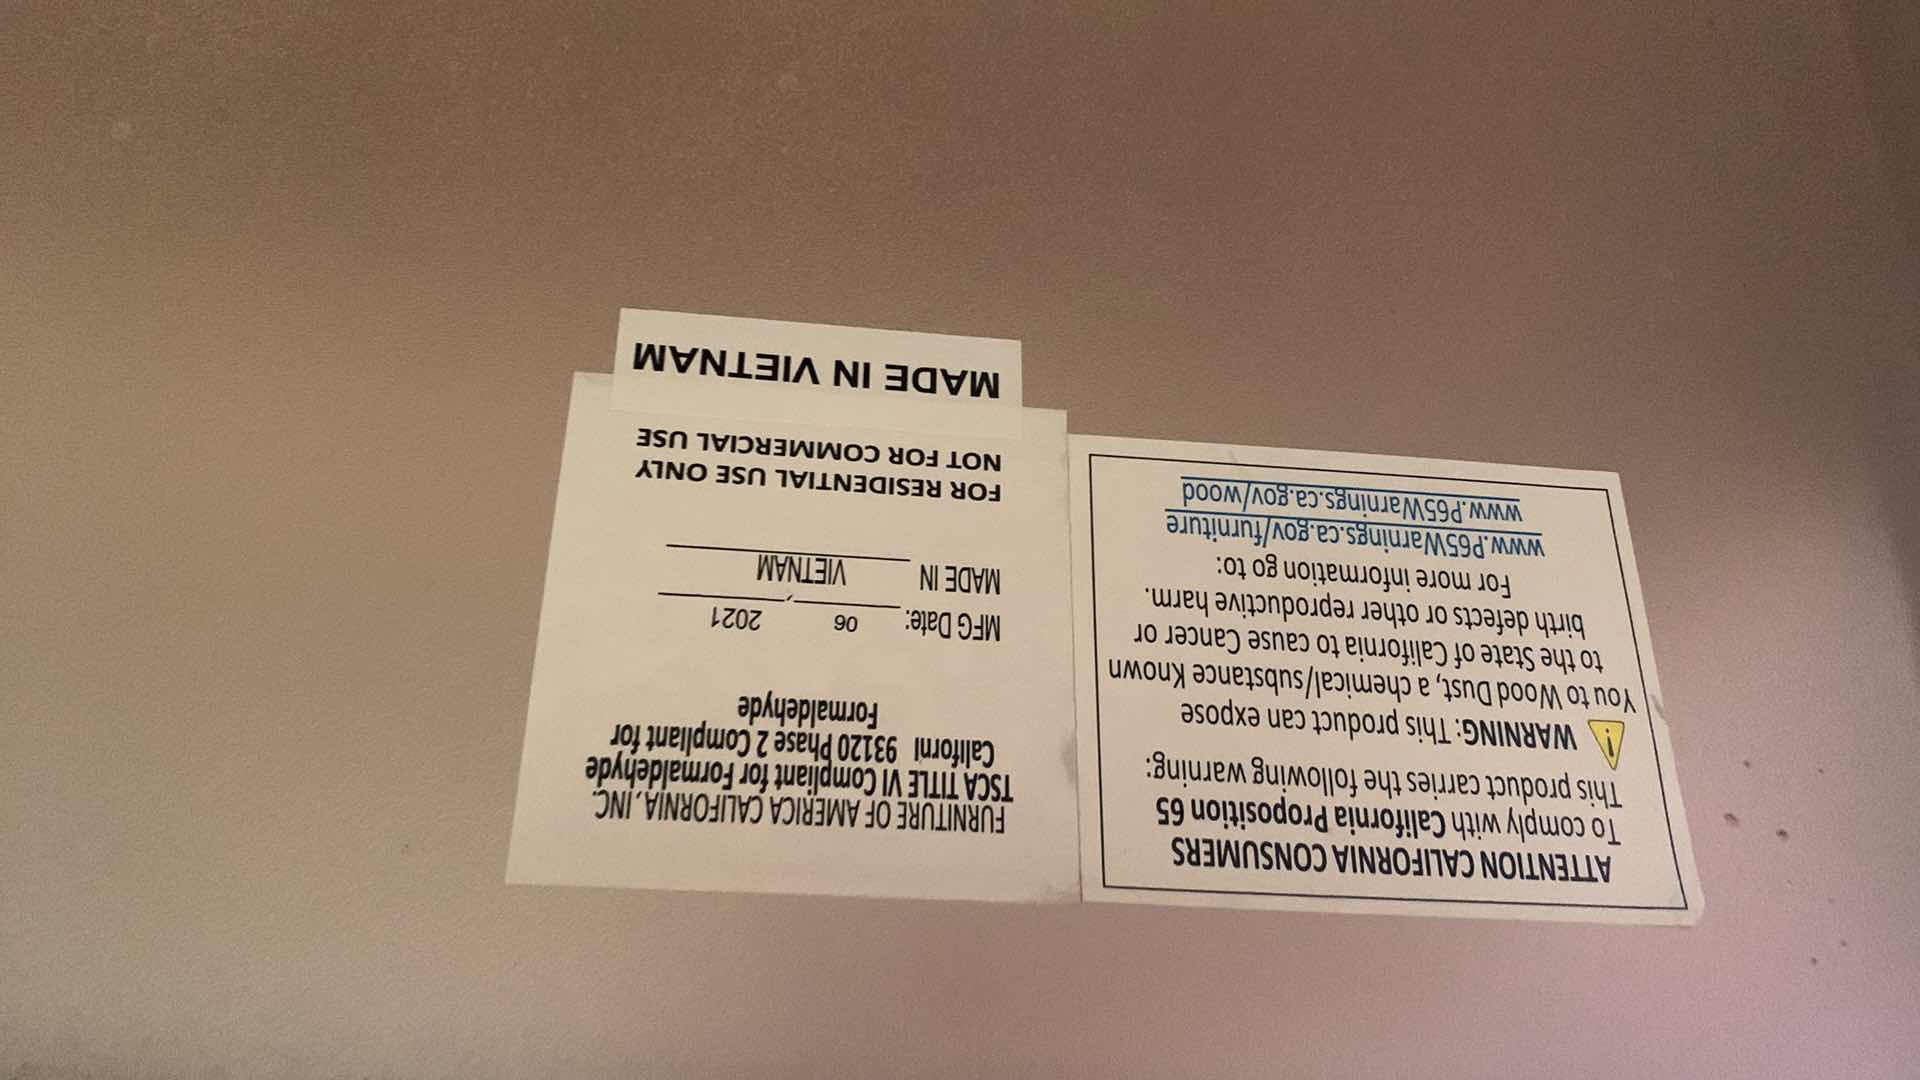 ATTENTION CALIFORNIA CONSUMERS
To comply with California Proposition 65
This product carries the following warning:
WARNING: This product can expose
You to Wood Dust, a chemical/substance Known
to the State of California to cause Cancer or
birth defects or other reproductive harm.
For more information go to:
www.P65Warnings.ca.gov/furniture
www.P65Warnings.ca.gov/wood
FURNITURE OF AMERICA CALIFORNIA, INC.
TSCA TITLE VI Compliant for Formaldehyde
Californi 93120 Phase 2 Compliant for
Formaldehyde
MFG Date: 06, 2021
MADE IN VIETNAM
FOR RESIDENTIAL USE ONLY
NOT FOR COMMERCIAL USE
MADE IN VIETNAM